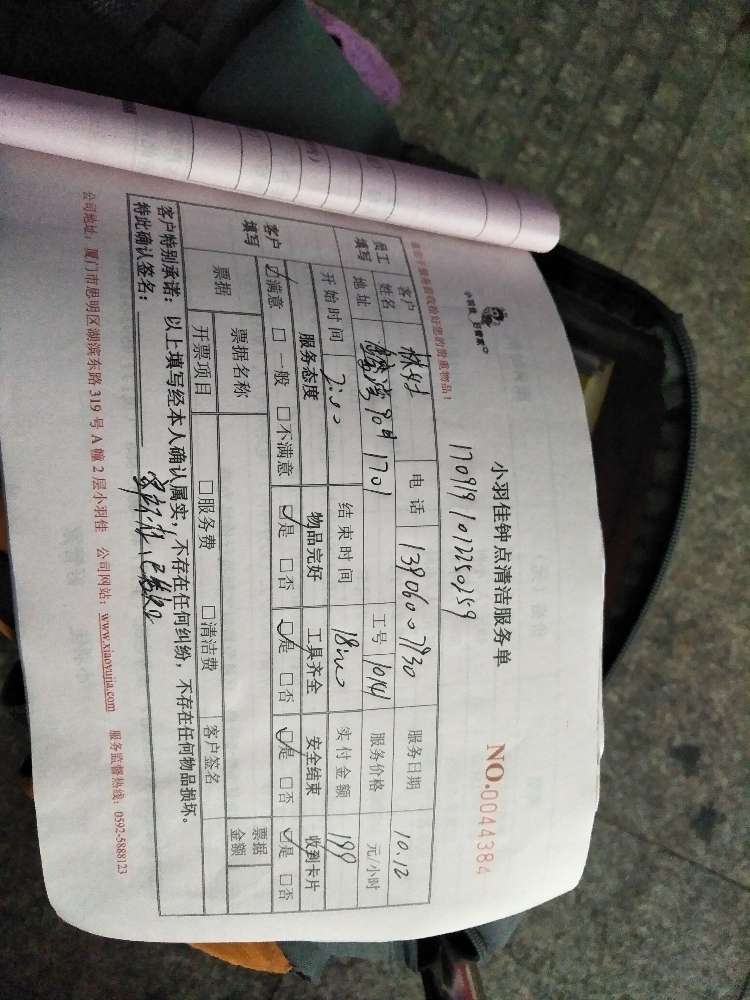 小羽佳钟点清洁服务单
小羽佳 NO.0044384
1709191012250259
客户 电话 13906007930 服务日期 10.12
员工 姓名 工号 10141 服务价格 元/小时
填写 地址 1701
开始时间 结束时间 18:00 实付金额 199
客户 服务态度 物品完好 工具齐全 安全结束 收到卡片
填写 ☑满意 □一般 □不满意 ☑是 □否 ☑是 □否 ☑是 □否 ☑是 □否
票据 票据名称 票据
金额
开票项目 □服务费 □清洁费 客户签名
客户特别承诺：以上填写经本人确认属实，不存在任何纠纷，不存在任何物品损坏。
特此确认签名：
公司地址：厦门市思明区湖滨东路 319 号 A 幢 2 层小羽佳 公司网站：www.xiaoyujia.com 服务监督热线：0592-5888123